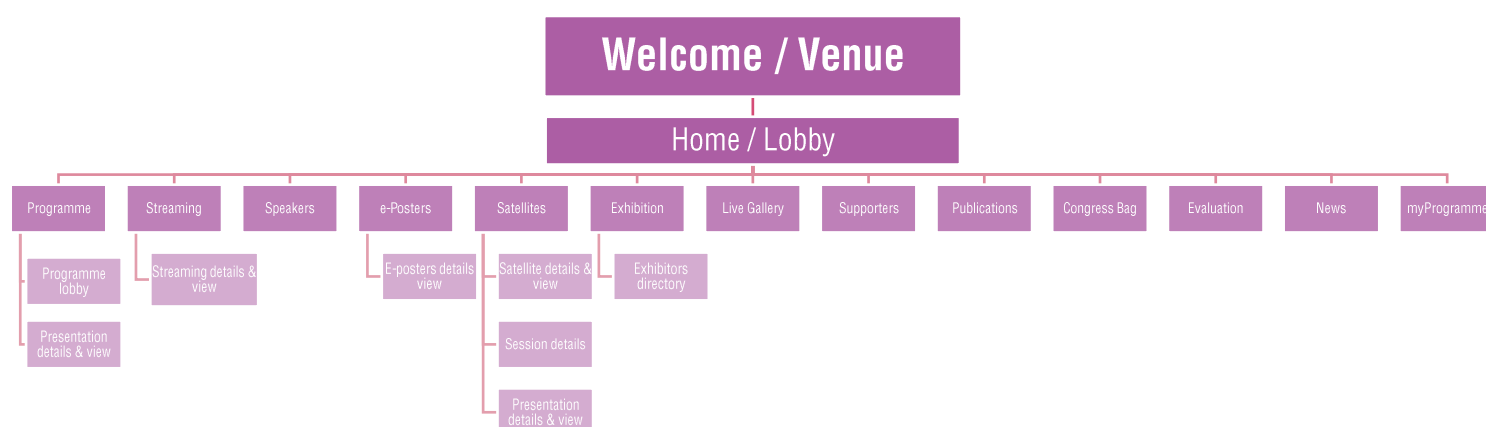 Welcome / Venue
Home / Lobby
Programme
Streaming
Speakers
e-Posters
Satellites
Exhibition
Live Gallery
Supporters
Publications
Congress Bag
Evaluation
News
myProgramme
Programme
lobby
Streaming details &
view
E-posters details
view
Satellite details &
view
Exhibitors
directory
Presentation
details & view
Session details
Presentation
details & view